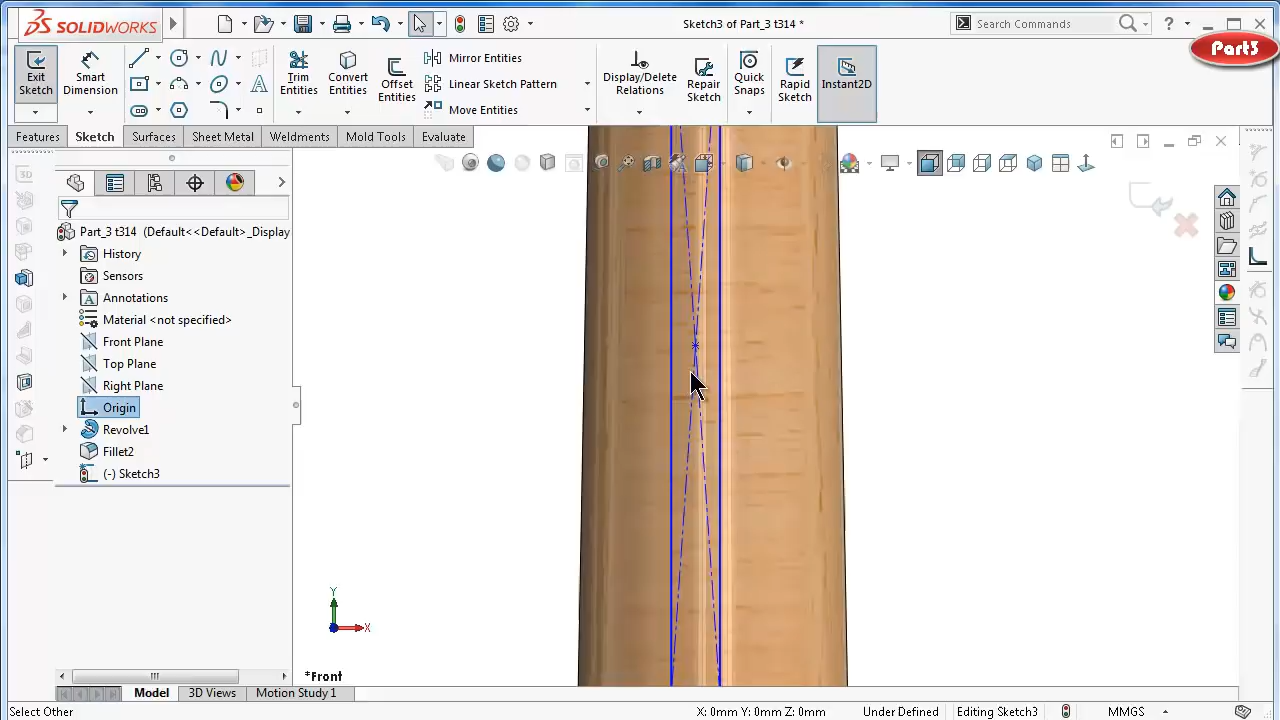 SOLIDWORKS
Sketch3 of Part_3 t314 *
Search Commands
?
Part3
Exit Sketch
Smart Dimension
Trim Entities
Convert Entities
Offset Entities
Mirror Entities
Linear Sketch Pattern
Move Entities
Display/Delete Relations
Repair Sketch
Quick Snaps
Rapid Sketch
Instant2D
Features
Sketch
Surfaces
Sheet Metal
Weldments
Mold Tools
Evaluate
Part_3 t314 (Default<<Default>_Display
History
Sensors
Annotations
Material <not specified>
Front Plane
Top Plane
Right Plane
Origin
Revolve1
Fillet2
(-) Sketch3
Y
X
*Front
Model
3D Views
Motion Study 1
Select Other
X: 0mm Y: 0mm Z: 0mm
Under Defined
Editing Sketch3
MMGS